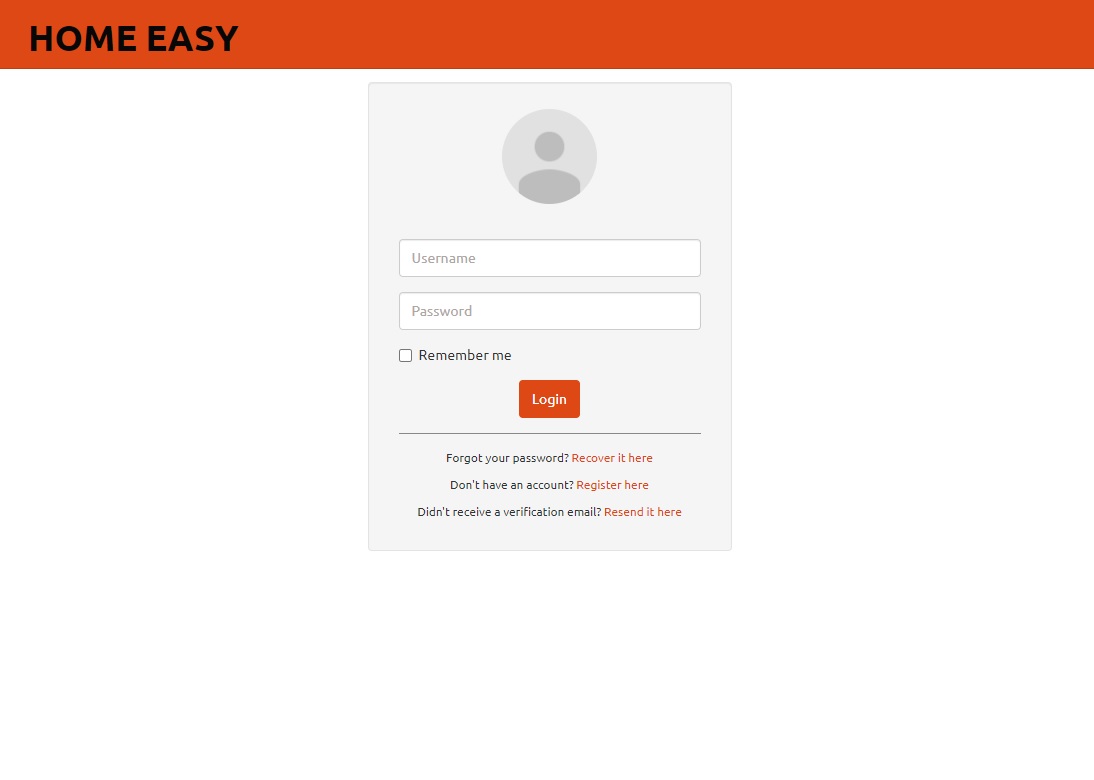 HOME EASY
Username
Password
Remember me
Login
Forgot your password? Recover it here
Don't have an account? Register here
Didn't receive a verification email? Resend it here